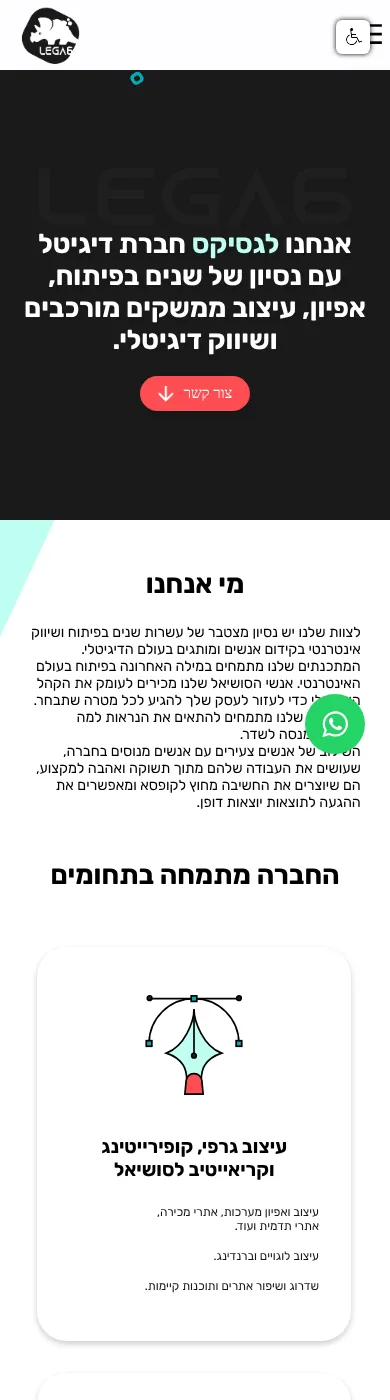 LEGA6
LEGA6
אנחנו לגסיקס חברת דיגיטל
עם נסיון של שנים בפיתוח,
אפיון, עיצוב ממשקים מורכבים
ושיווק דיגיטלי.
צור קשר
מי אנחנו
לצוות שלנו יש נסיון מצטבר של עשרות שנים בפיתוח ושיווק
אינטרנטי בקידום אנשים ומותגים בעולם הדיגיטלי.
המתכנתים שלנו מתמחים במילה האחרונה בפיתוח בעולם
האינטרנטי. אנשי הסושיאל שלנו מכירים לעומק את הקהל
כדי לעזור לעסק שלך להגיע לכל מטרה שתבחר.
שלנו מתמחים להתאים את הנראות למה
לשדר.
של אנשים צעירים עם אנשים מנוסים בחברה,
שעושים את העבודה שלהם מתוך תשוקה ואהבה למקצוע,
הם שיוצרים את החשיבה מחוץ לקופסא ומאפשרים את
ההגעה לתוצאות יוצאות דופן.
החברה מתמחה בתחומים
עיצוב גרפי, קופירייטינג
וקריאייטיב לסושיאל
עיצוב ואפיון מערכות, אתרי מכירה,
אתרי תדמית ועוד.
עיצוב לוגויים וברנדינג.
שדרוג ושיפור אתרים ותוכנות קיימות.